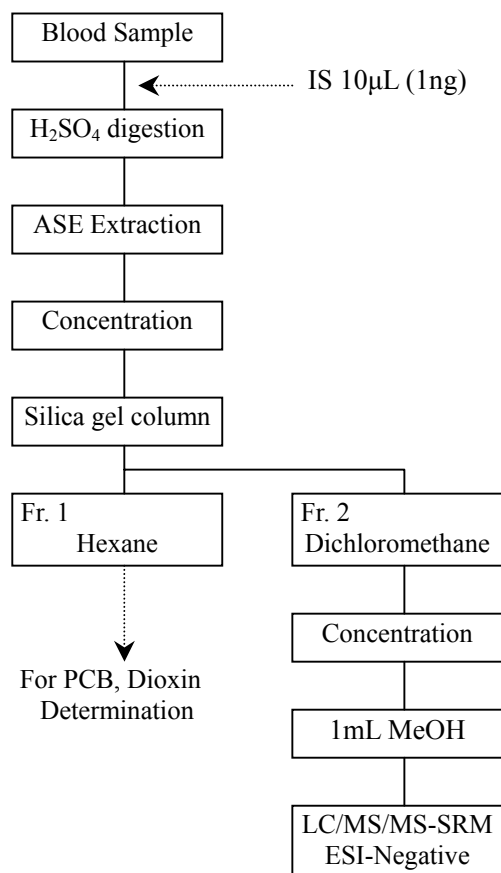 Blood Sample
IS 10µL (1ng)
H₂SO₄ digestion
ASE Extraction
Concentration
Silica gel column
Fr. 1
Hexane
Fr. 2
Dichloromethane
For PCB, Dioxin
Determination
Concentration
1mL MeOH
LC/MS/MS-SRM
ESI-Negative